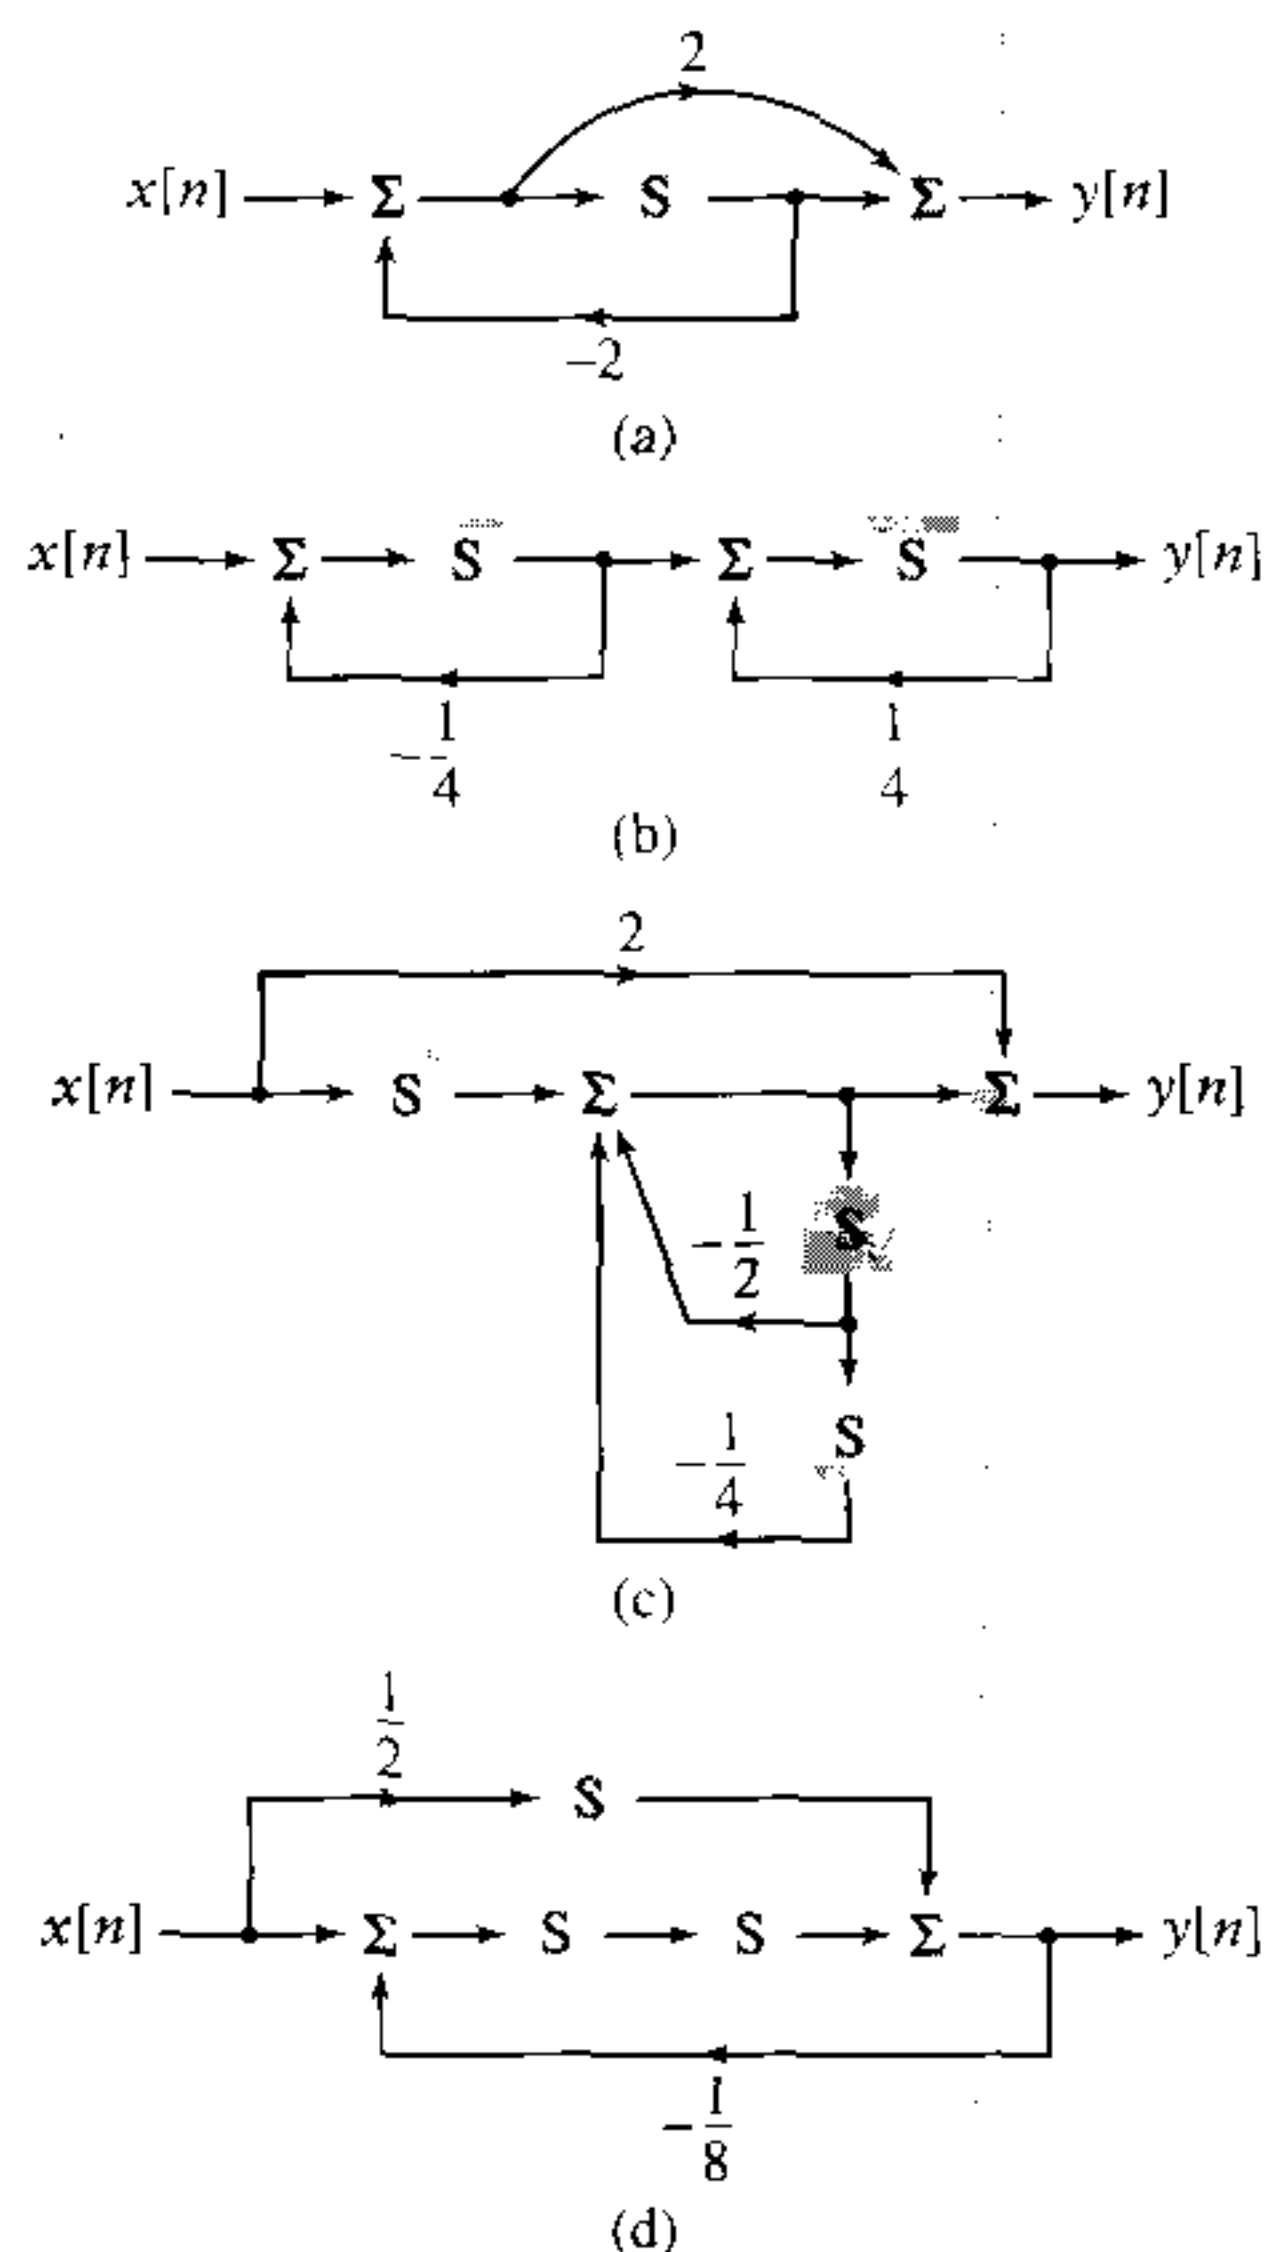 2
x[n] Σ S Σ y[n]
−2
(a)
x[n] Σ S Σ S y[n]
−1/4 1/4
(b)
2
x[n] S Σ Σ y[n]
−1/2 S
−1/4 S
(c)
1/2
S
x[n] Σ S S Σ y[n]
−1/8
(d)